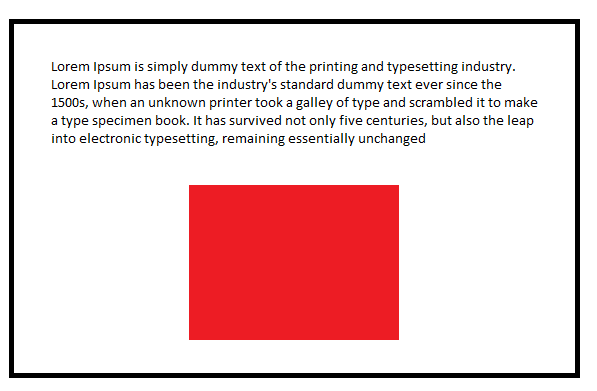 Lorem Ipsum is simply dummy text of the printing and typesetting industry.
Lorem Ipsum has been the industry's standard dummy text ever since the
1500s, when an unknown printer took a galley of type and scrambled it to make
a type specimen book. It has survived not only five centuries, but also the leap
into electronic typesetting, remaining essentially unchanged